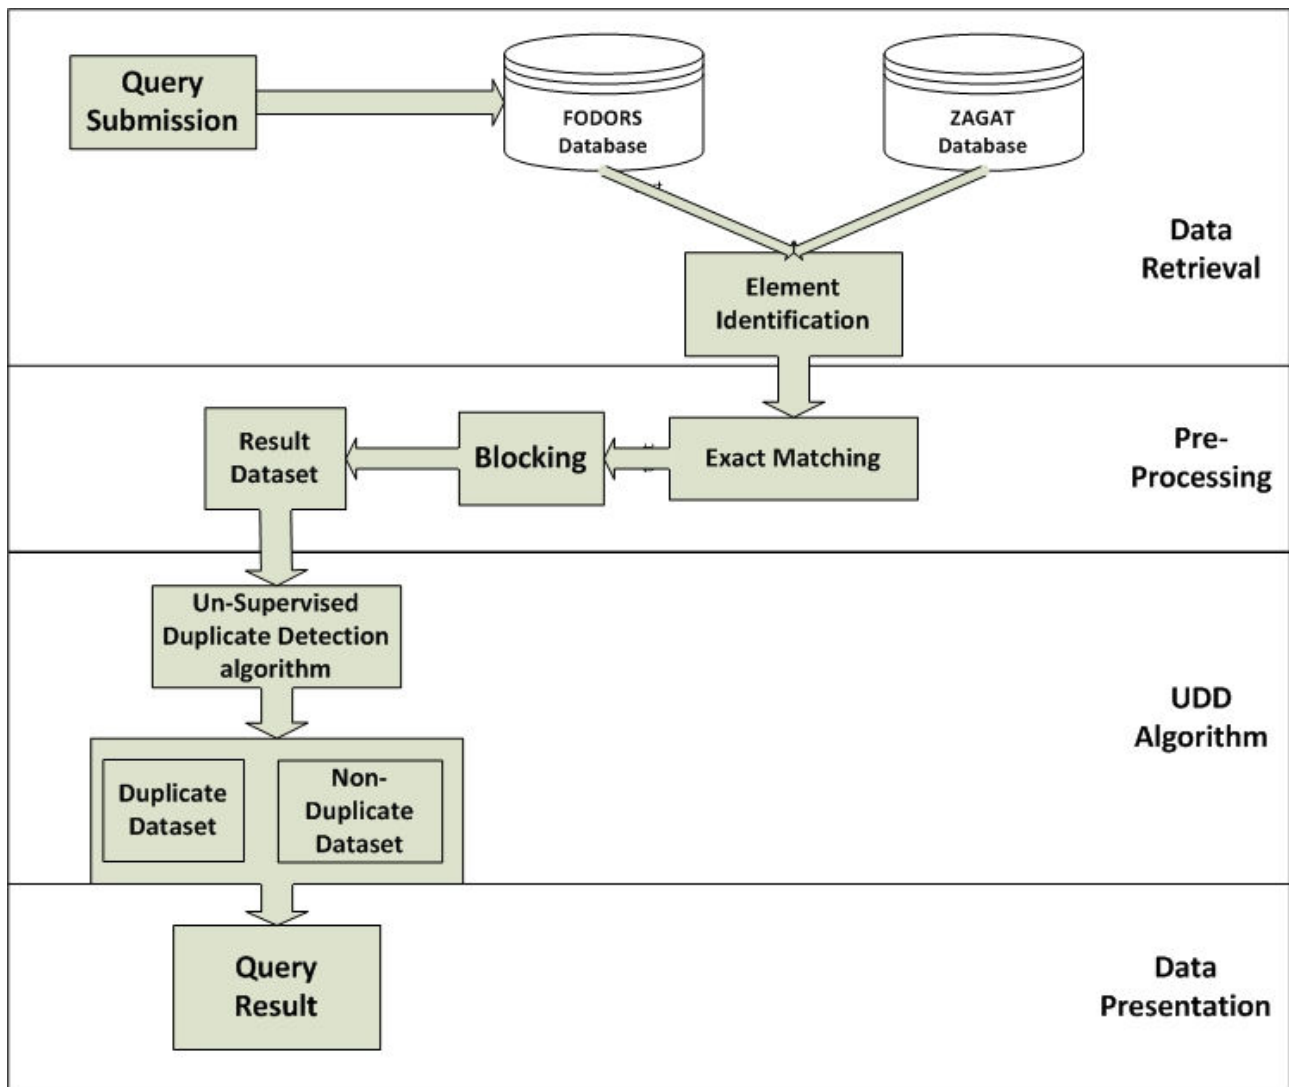 Query
Submission
FODORS
Database
ZAGAT
Database
Data
Retrieval
Element
Identification
Result
Dataset
Blocking
Exact Matching
Pre-
Processing
Un-Supervised
Duplicate Detection
algorithm
UDD
Algorithm
Duplicate
Dataset
Non-
Duplicate
Dataset
Query
Result
Data
Presentation